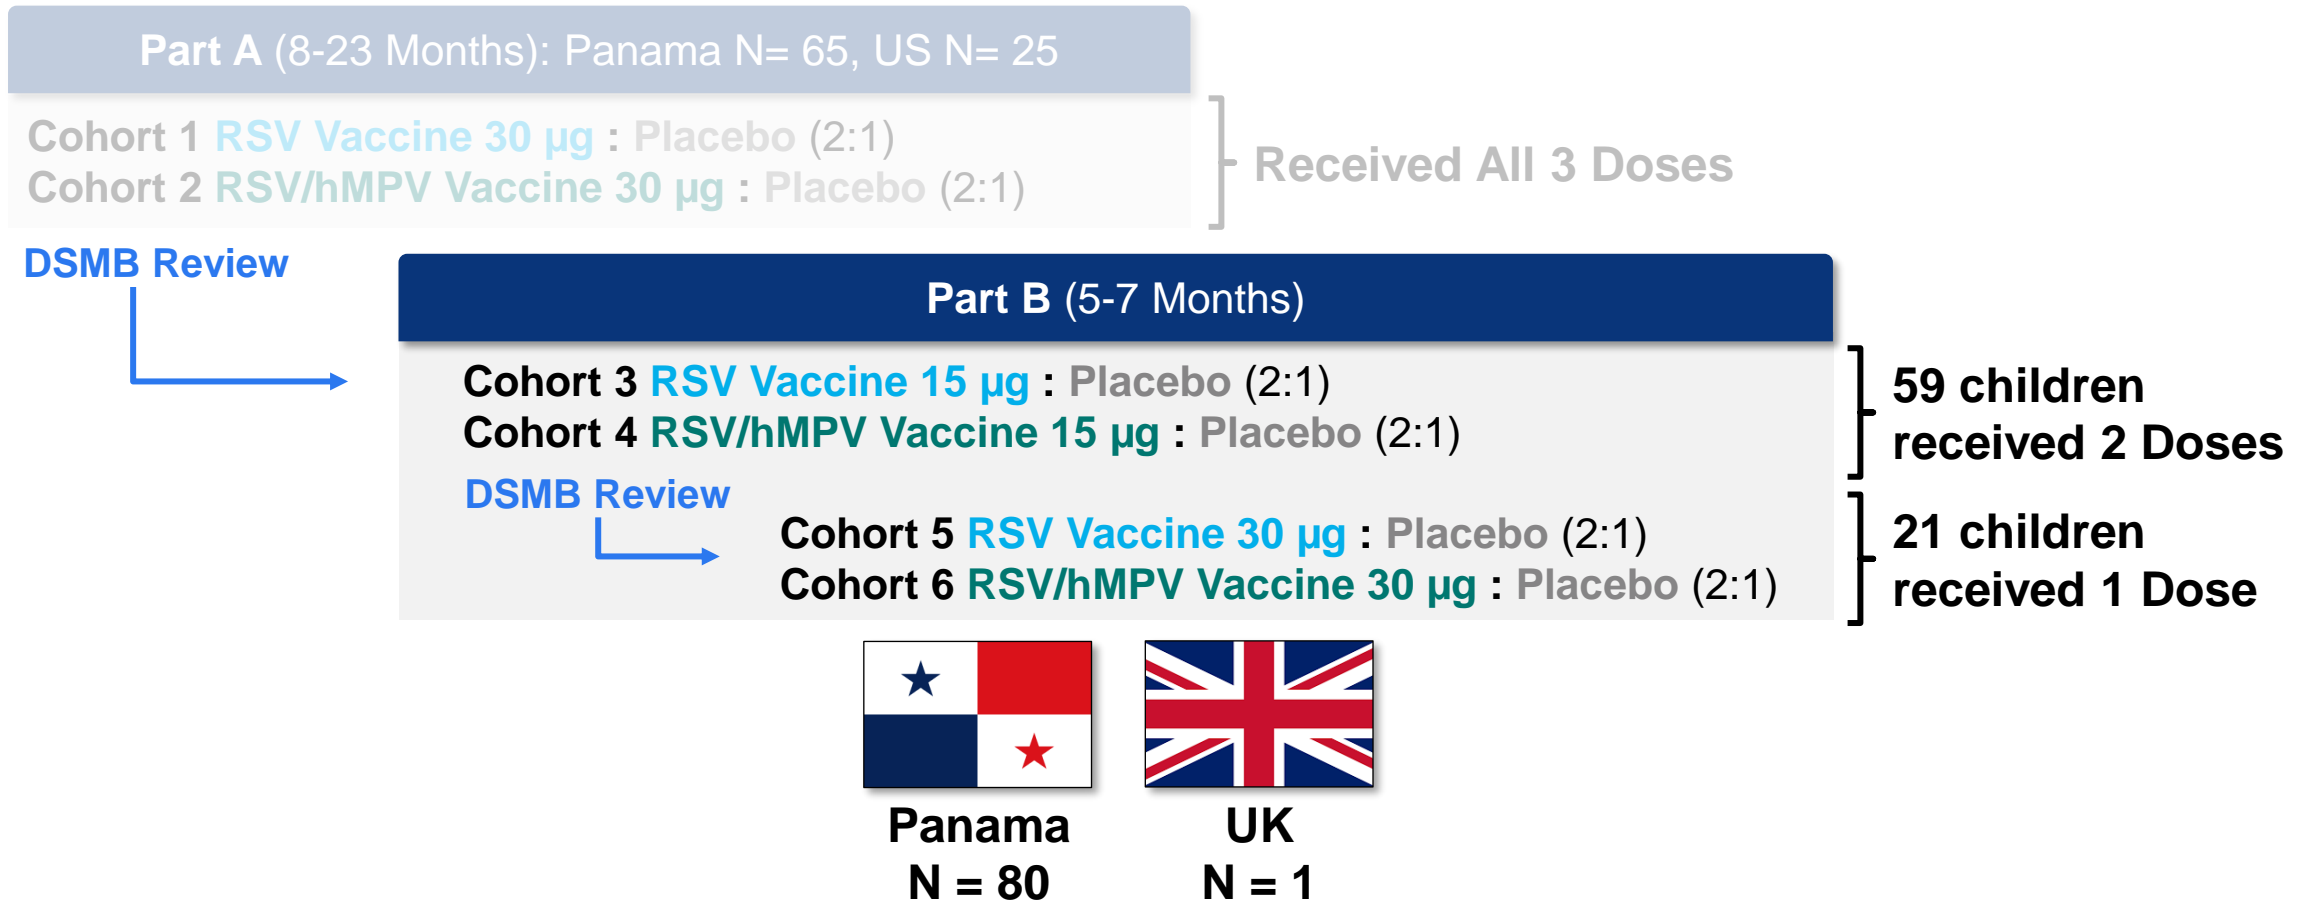 Part A (8-23 Months): Panama N= 65, US N= 25
Cohort 1 RSV Vaccine 30 µg : Placebo (2:1)
Cohort 2 RSV/hMPV Vaccine 30 µg : Placebo (2:1)
Received All 3 Doses
DSMB Review
Part B (5-7 Months)
Cohort 3 RSV Vaccine 15 µg : Placebo (2:1)
Cohort 4 RSV/hMPV Vaccine 15 µg : Placebo (2:1)
59 children
received 2 Doses
DSMB Review
Cohort 5 RSV Vaccine 30 µg : Placebo (2:1)
Cohort 6 RSV/hMPV Vaccine 30 µg : Placebo (2:1)
21 children
received 1 Dose
Panama
N = 80
UK
N = 1